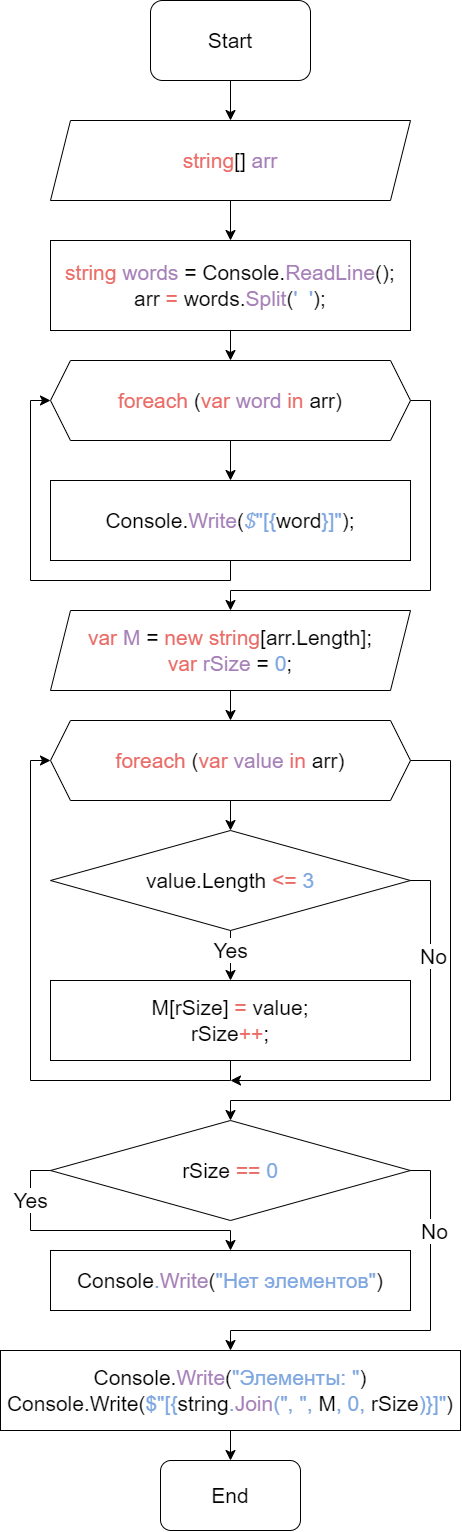 Start
string[] arr
string words = Console.ReadLine();
arr = words.Split(' ');
foreach (var word in arr)
Console.Write($"[{word}]");
var M = new string[arr.Length];
var rSize = 0;
foreach (var value in arr)
value.Length <= 3
Yes
No
M[rSize] = value;
rSize++;
rSize == 0
Yes
No
Console.Write("Нет элементов")
Console.Write("Элементы: ")
Console.Write($"[{string.Join(", ", M, 0, rSize)}]")
End